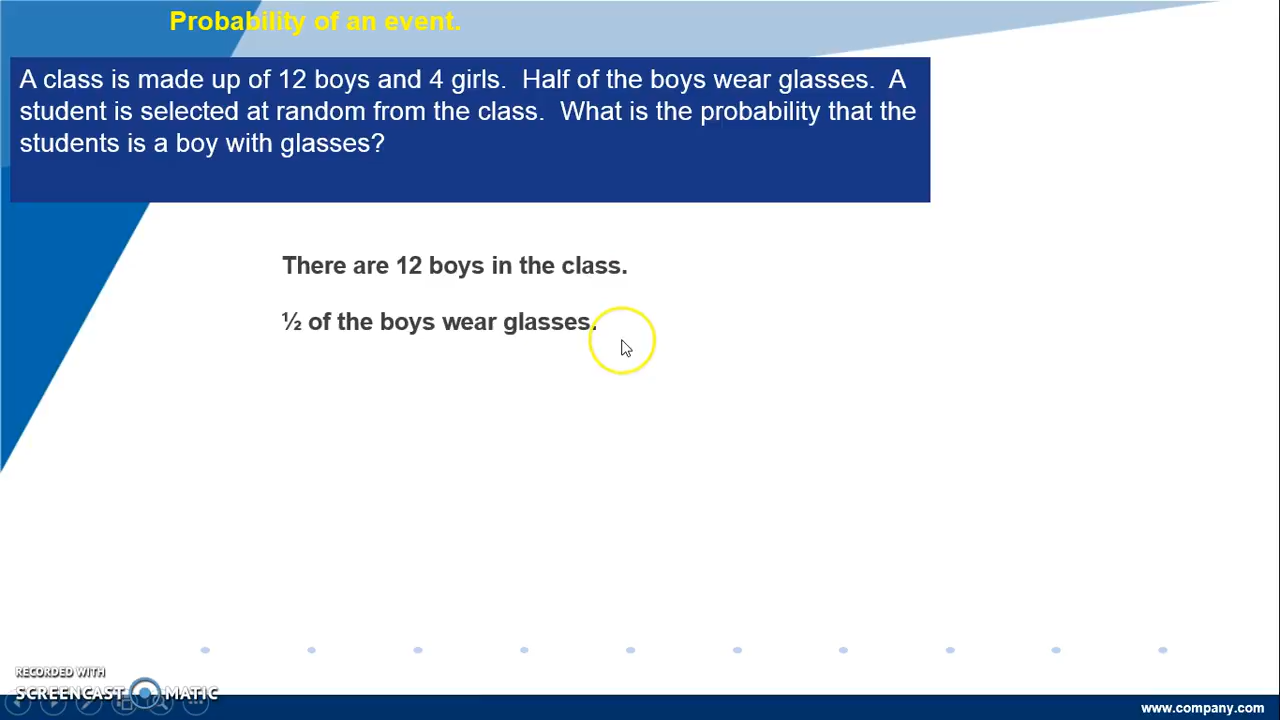 Probability of an event.
A class is made up of 12 boys and 4 girls.  Half of the boys wear glasses.  A
student is selected at random from the class.  What is the probability that the
students is a boy with glasses?
There are 12 boys in the class.
½ of the boys wear glasses.
RECORDED WITH
SCREENCAST MATIC
www.company.com